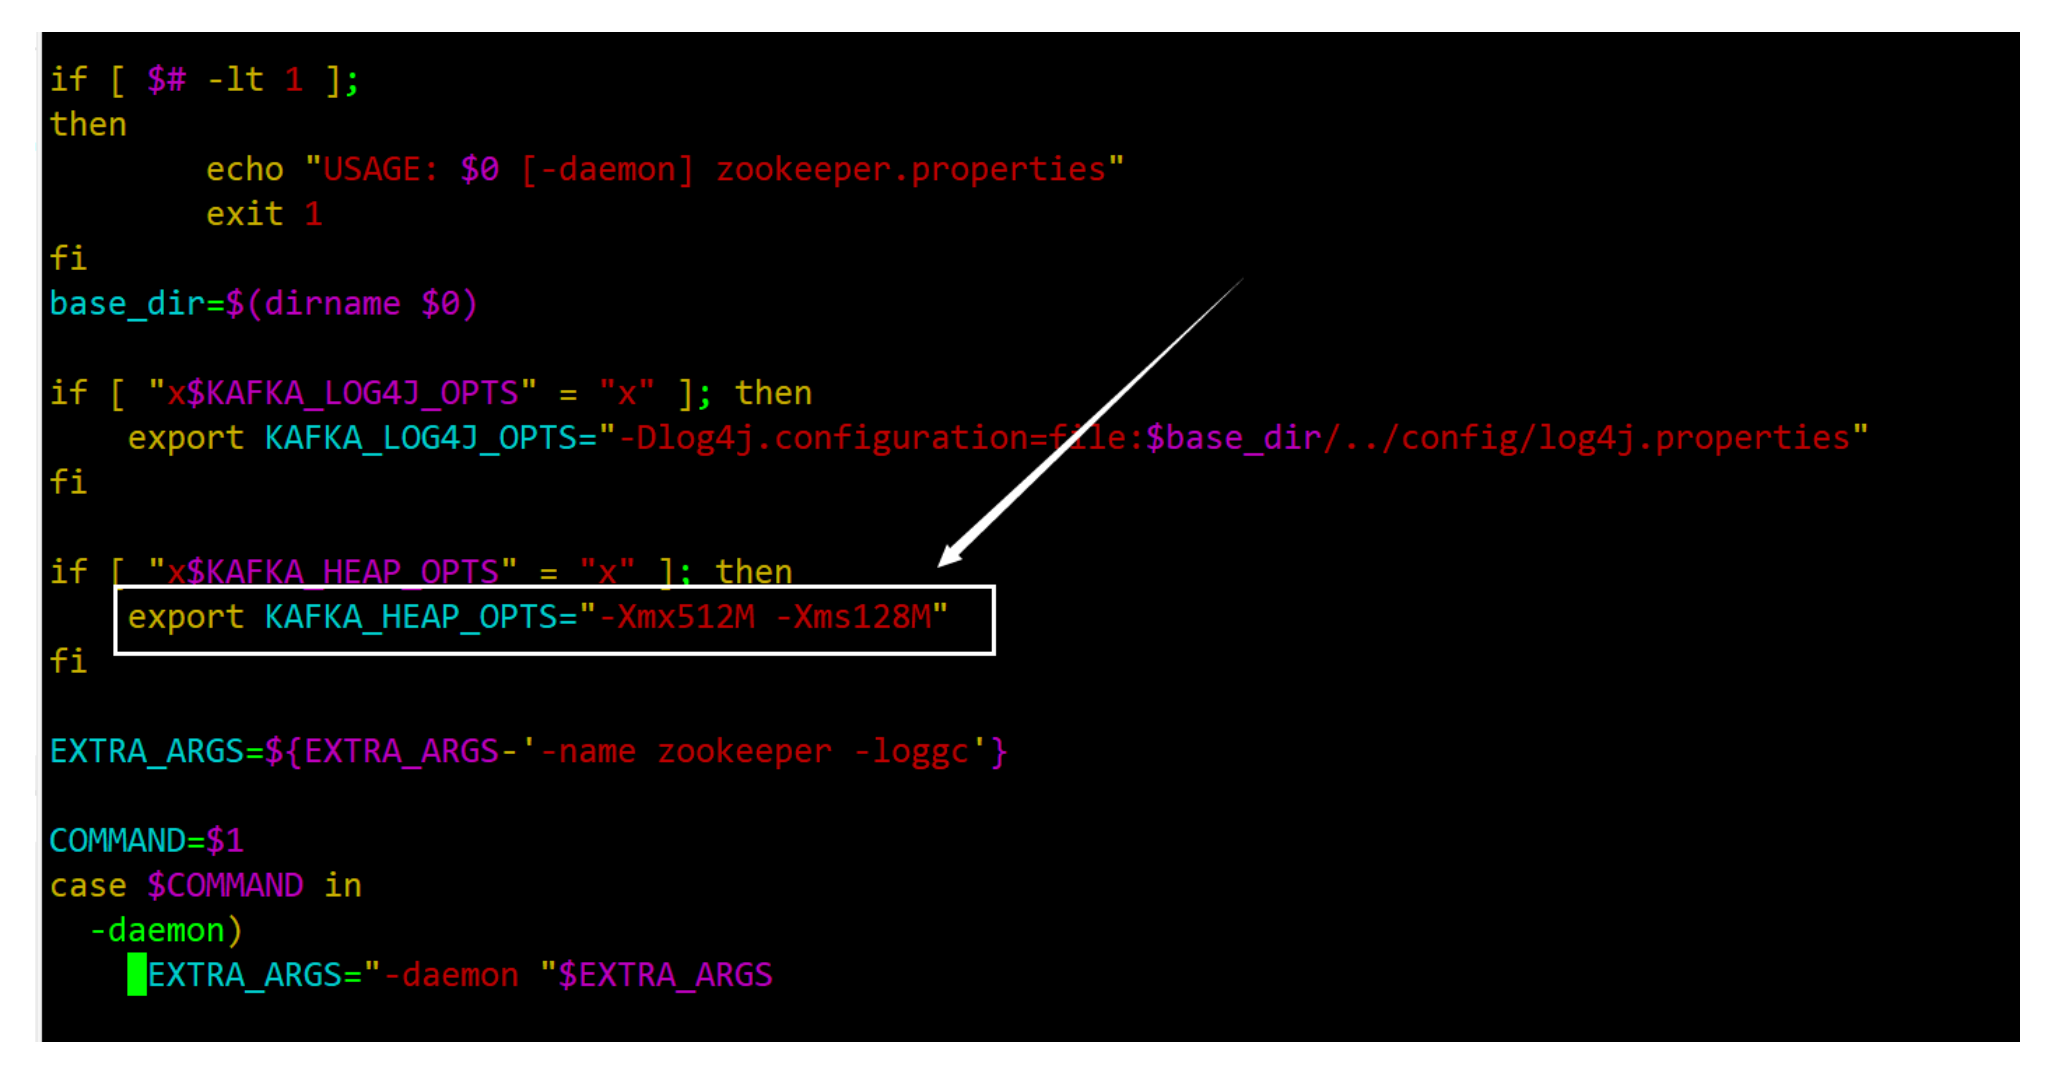 if [ $# -lt 1 ];
then
        echo "USAGE: $0 [-daemon] zookeeper.properties"
        exit 1
fi
base_dir=$(dirname $0)

if [ "x$KAFKA_LOG4J_OPTS" = "x" ]; then
    export KAFKA_LOG4J_OPTS="-Dlog4j.configuration=file:$base_dir/../config/log4j.properties"
fi

if [ "x$KAFKA_HEAP_OPTS" = "x" ]; then
    export KAFKA_HEAP_OPTS="-Xmx512M -Xms128M"
fi

EXTRA_ARGS=${EXTRA_ARGS-'-name zookeeper -loggc'}

COMMAND=$1
case $COMMAND in
  -daemon)
     EXTRA_ARGS="-daemon "$EXTRA_ARGS